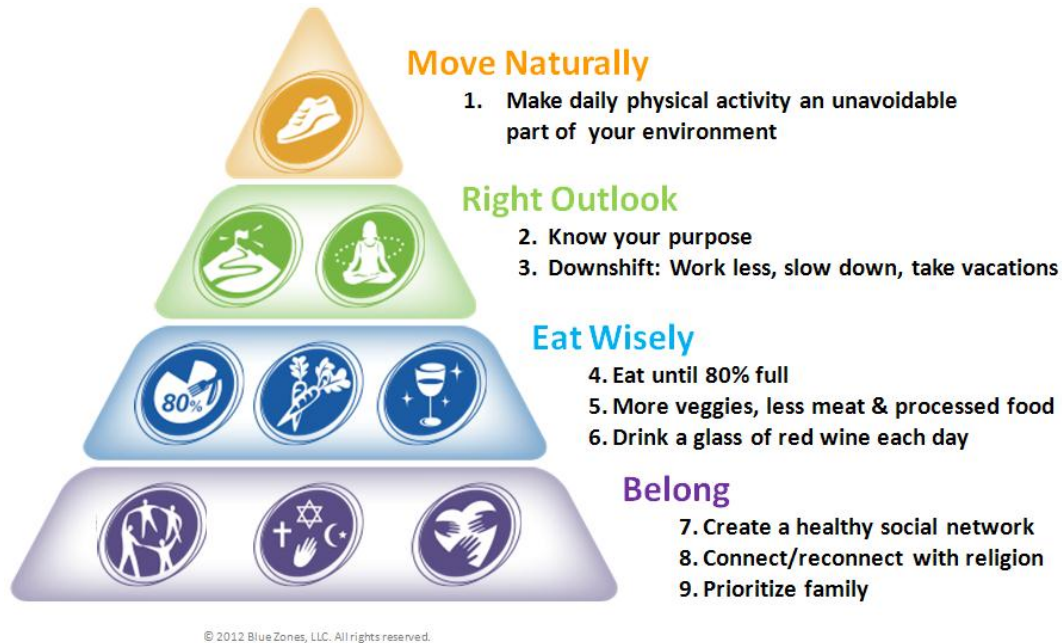 Move Naturally
1. Make daily physical activity an unavoidable
part of your environment
Right Outlook
2. Know your purpose
3. Downshift: Work less, slow down, take vacations
Eat Wisely
80%
4. Eat until 80% full
5. More veggies, less meat & processed food
6. Drink a glass of red wine each day
Belong
7. Create a healthy social network
8. Connect/reconnect with religion
9. Prioritize family
© 2012 Blue Zones, LLC. All rights reserved.